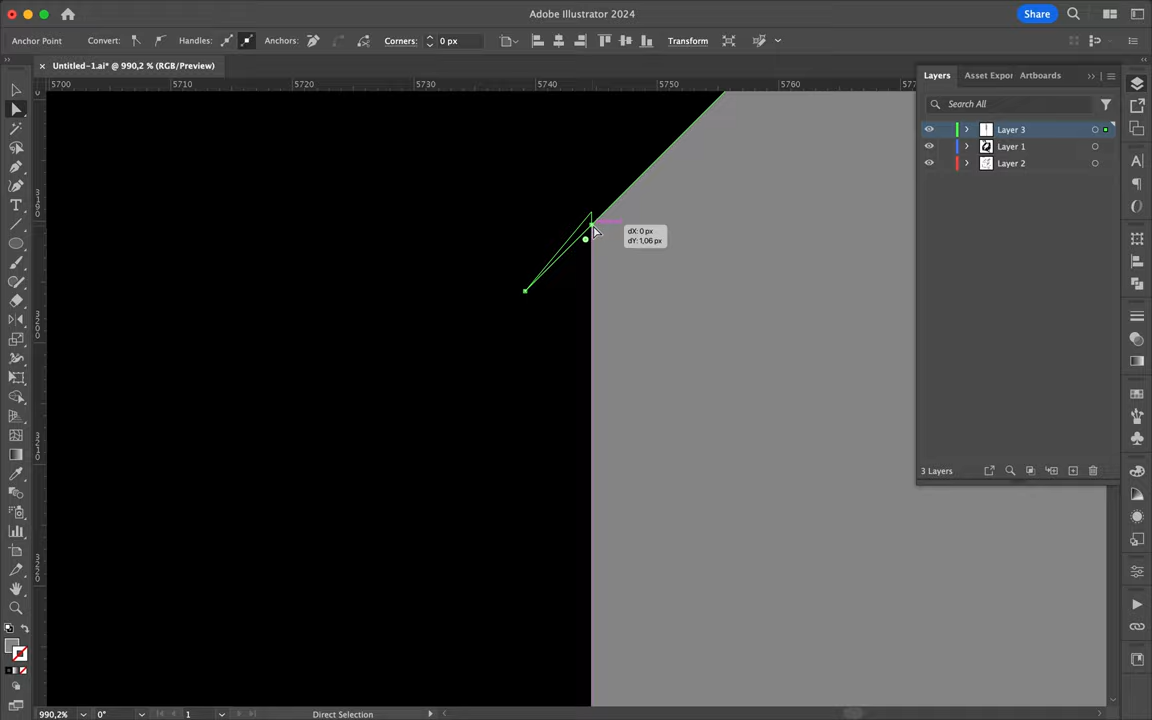 Adobe Illustrator 2024
Share
Anchor Point
Convert:
Handles:
Anchors:
Corners:
0 px
Transform
× Untitled-1.ai* @ 990,2 % (RGB/Preview)
5700
5710
5720
5730
5740
5750
5760
dX: 0 px
dY: 1,06 px
Layers
Asset Expor
Artboards
Search All
Layer 3
Layer 1
Layer 2
3 Layers
990,2%
0°
1
Direct Selection